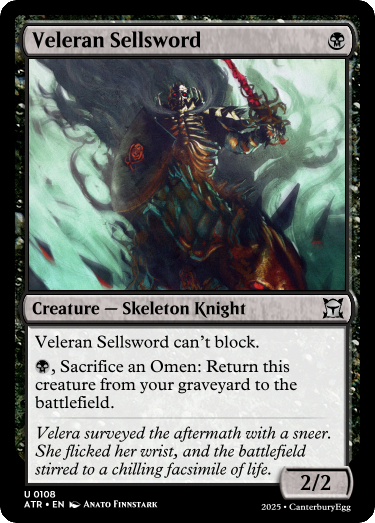 Veleran Sellsword
Creature — Skeleton Knight
Veleran Sellsword can't block.
, Sacrifice an Omen: Return this
creature from your graveyard to the
battlefield.
Velera surveyed the aftermath with a sneer.
She flicked her wrist, and the battlefield
stirred to a chilling facsimile of life.
2/2
U 0108
ATR • EN Anato Finnstark
2025 • CanterburyEgg